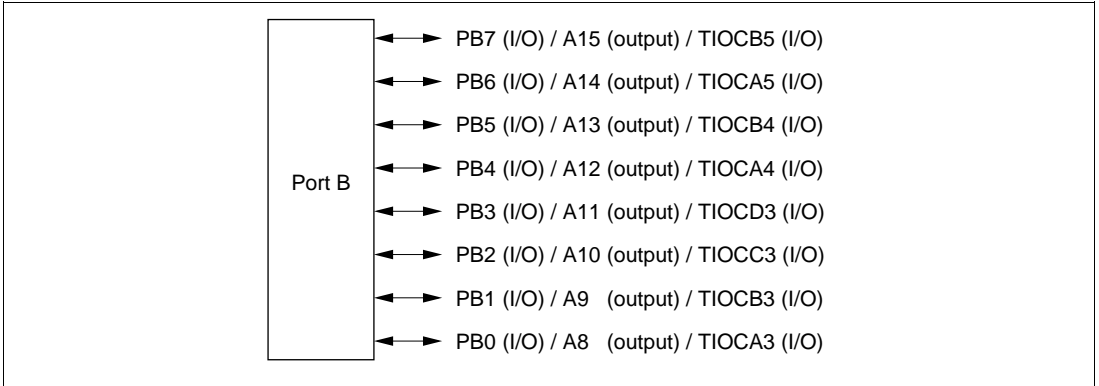 PB7 (I/O) / A15 (output) / TIOCB5 (I/O)
PB6 (I/O) / A14 (output) / TIOCA5 (I/O)
PB5 (I/O) / A13 (output) / TIOCB4 (I/O)
PB4 (I/O) / A12 (output) / TIOCA4 (I/O)
Port B
PB3 (I/O) / A11 (output) / TIOCD3 (I/O)
PB2 (I/O) / A10 (output) / TIOCC3 (I/O)
PB1 (I/O) / A9 (output) / TIOCB3 (I/O)
PB0 (I/O) / A8 (output) / TIOCA3 (I/O)